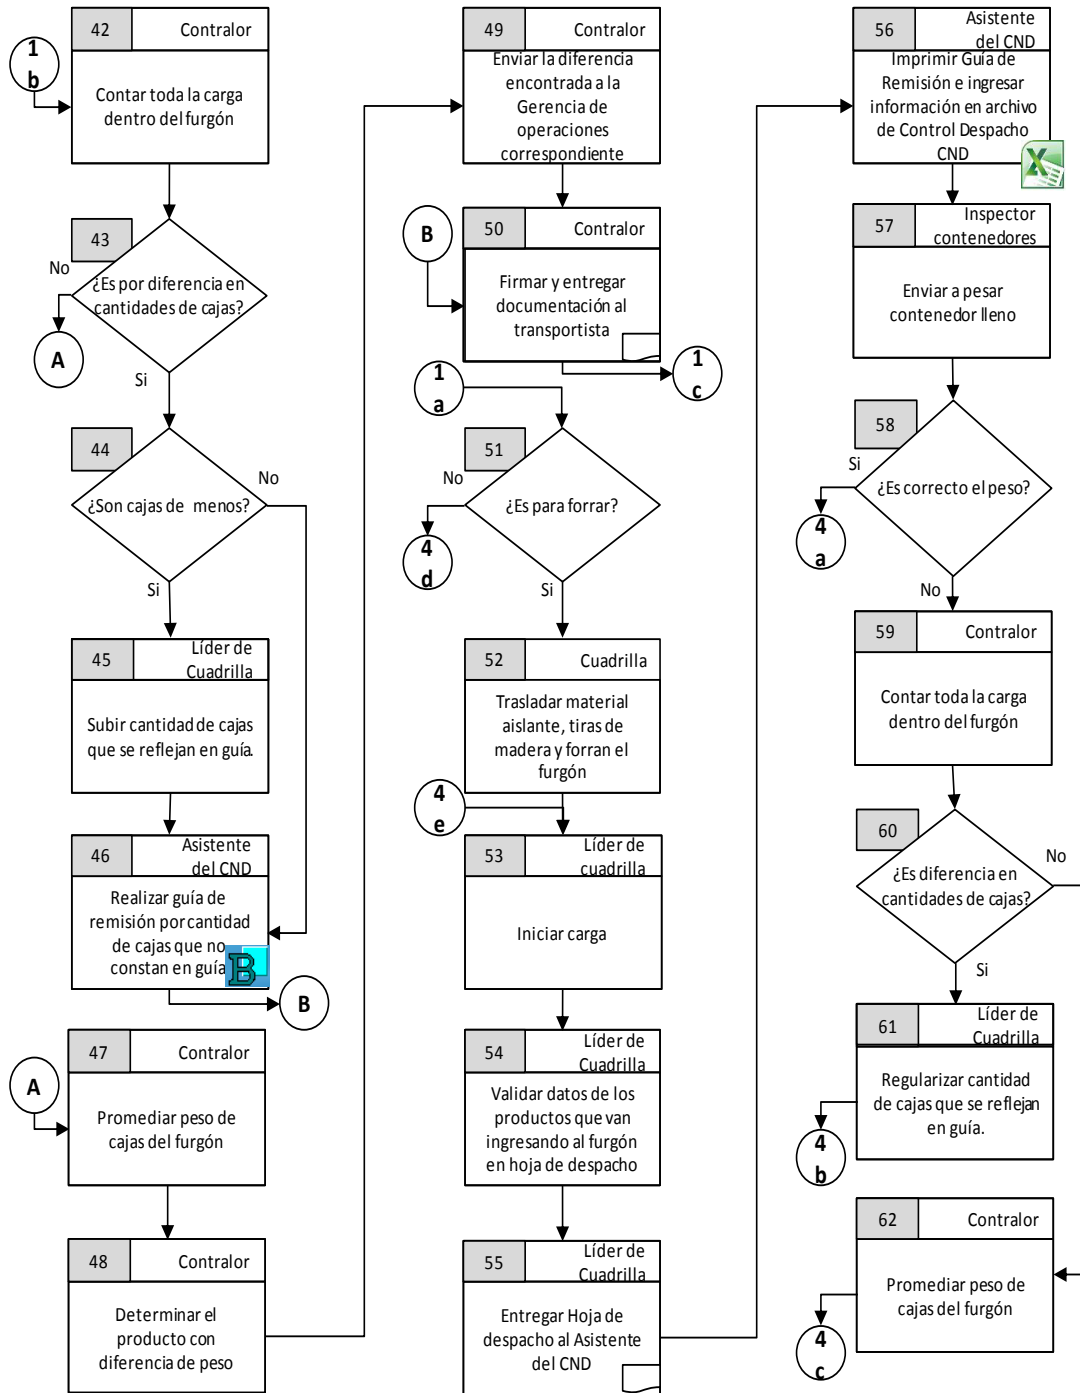 42
Contralor
1
b
Contar toda la carga
dentro del furgón
43
No
¿Es por diferencia en
cantidades de cajas?
A
Si
44
No
¿Son cajas de menos?
Si
45
Líder de
Cuadrilla
Subir cantidad de cajas
que se reflejan en guía.
46
Asistente
del CND
Realizar guía de
remisión por cantidad
de cajas que no
constan en guía
B
B
47
Contralor
A
Promediar peso de
cajas del furgón
48
Contralor
Determinar el
producto con
diferencia de peso
49
Contralor
Enviar la diferencia
encontrada a la
Gerencia de
operaciones
correspondiente
B
50
Contralor
Firmar y entregar
documentación al
transportista
1
c
1
a
51
No
¿Es para forrar?
4
d
Si
52
Cuadrilla
Trasladar material
aislante, tiras de
madera y forran el
furgón
4
e
53
Líder de
cuadrilla
Iniciar carga
54
Líder de
Cuadrilla
Validar datos de los
productos que van
ingresando al furgón
en hoja de despacho
55
Líder de
Cuadrilla
Entregar Hoja de
despacho al Asistente
del CND
56
Asistente
del CND
Imprimir Guía de
Remisión e ingresar
información en archivo
de Control Despacho
CND
X
57
Inspector
contenedores
Enviar a pesar
contenedor lleno
58
Si
¿Es correcto el peso?
4
a
No
59
Contralor
Contar toda la carga
dentro del furgón
60
No
¿Es diferencia en
cantidades de cajas?
Si
61
Líder de
Cuadrilla
Regularizar cantidad
de cajas que se reflejan
en guía.
4
b
62
Contralor
Promediar peso de
cajas del furgón
4
c